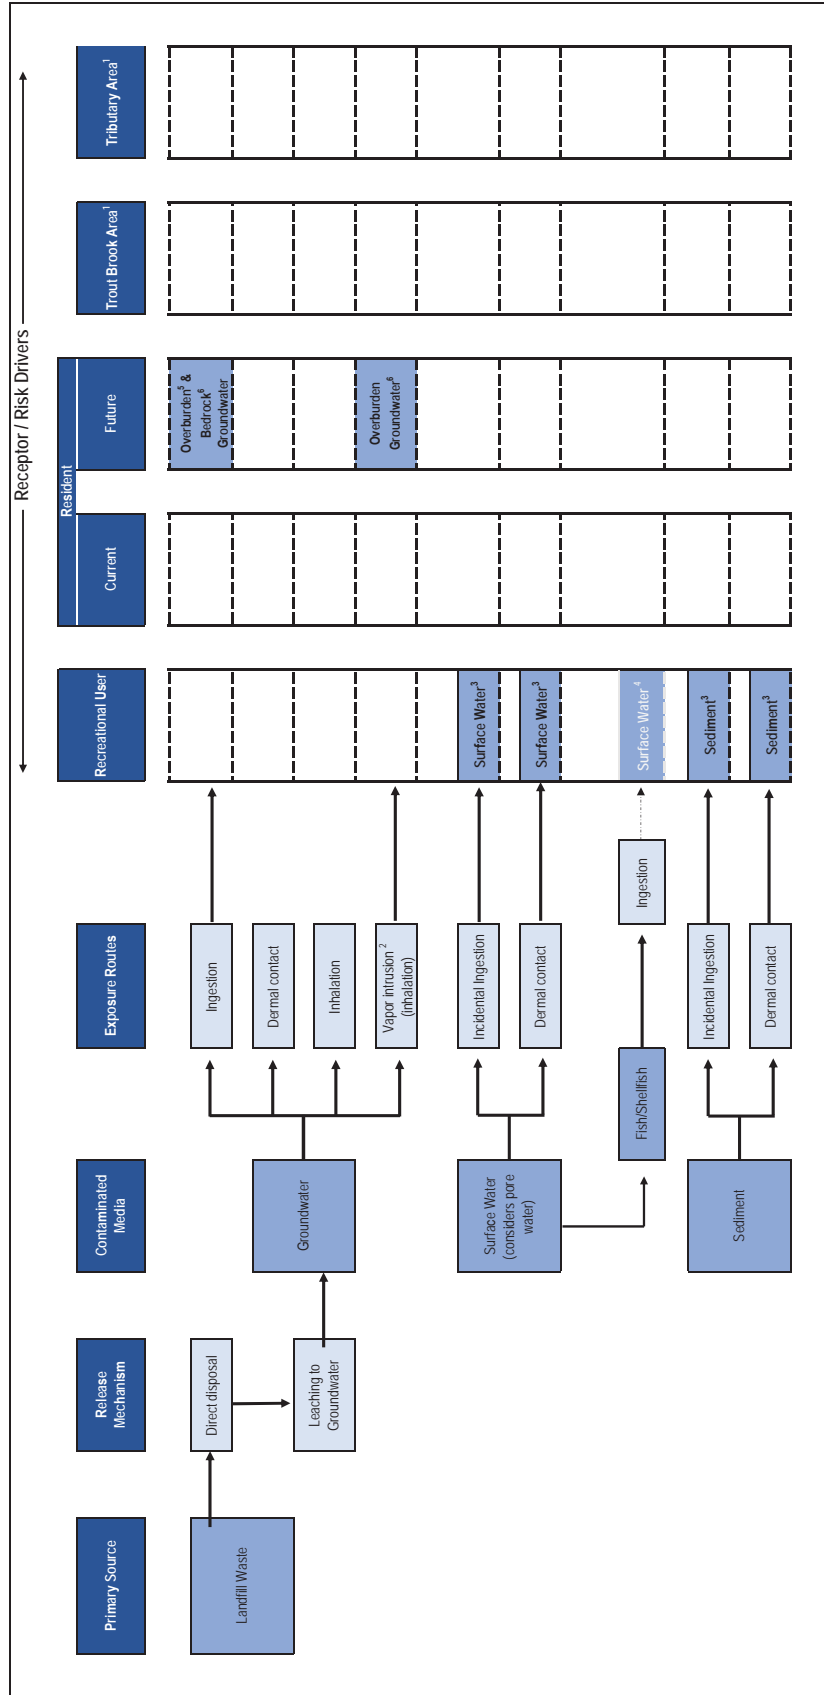 Receptor / Risk Drivers
Primary Source
Release
Mechanism
Contaminated
Media
Exposure Routes
Recreational User
Resident
Current
Future
Trout Brook Area¹
Tributary Area¹
Landfill Waste
Direct disposal
Leaching to
Groundwater
Groundwater
Ingestion
Dermal contact
Inhalation
Vapor intrusion ²
(inhalation)
Overburden⁵ &
Bedrock⁶
Groundwater
Overburden
Groundwater⁶
Surface Water
(considers pore
water)
Incidental Ingestion
Surface Water³
Dermal contact
Surface Water³
Fish/Shellfish
Ingestion
Surface Water ⁴
Sediment
Incidental Ingestion
Sediment³
Dermal contact
Sediment³